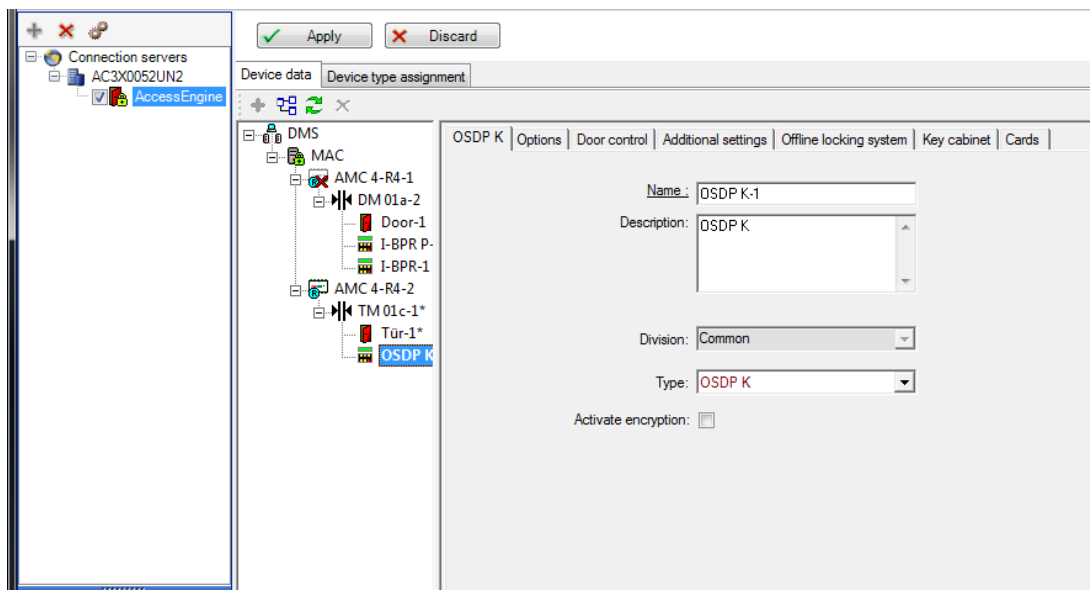 Apply
Discard
Connection servers
AC3X0052UN2
AccessEngine
Device data
Device type assignment
DMS
MAC
AMC 4-R4-1
DM 01a-2
Door-1
I-BPR P-
I-BPR-1
AMC 4-R4-2
TM 01c-1*
Tür-1*
OSDP K
OSDP K
Options
Door control
Additional settings
Offline locking system
Key cabinet
Cards
Name : OSDP K-1
Description: OSDP K
Division: Common
Type: OSDP K
Activate encryption: